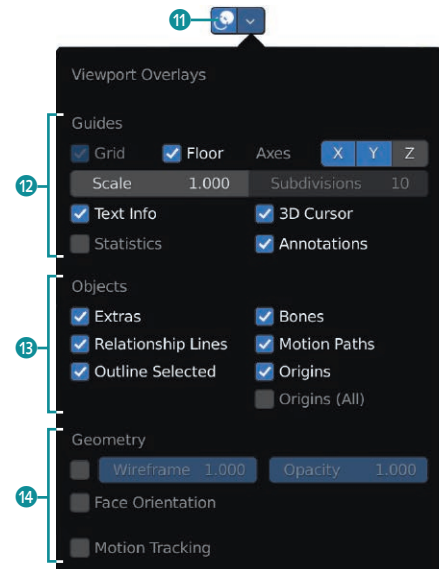 11
Viewport Overlays
12
Guides
Grid Floor Axes X Y Z
Scale 1.000 Subdivisions 10
Text Info 3D Cursor
Statistics Annotations
13
Objects
Extras Bones
Relationship Lines Motion Paths
Outline Selected Origins
Origins (All)
14
Geometry
Wireframe 1.000 Opacity 1.000
Face Orientation
Motion Tracking